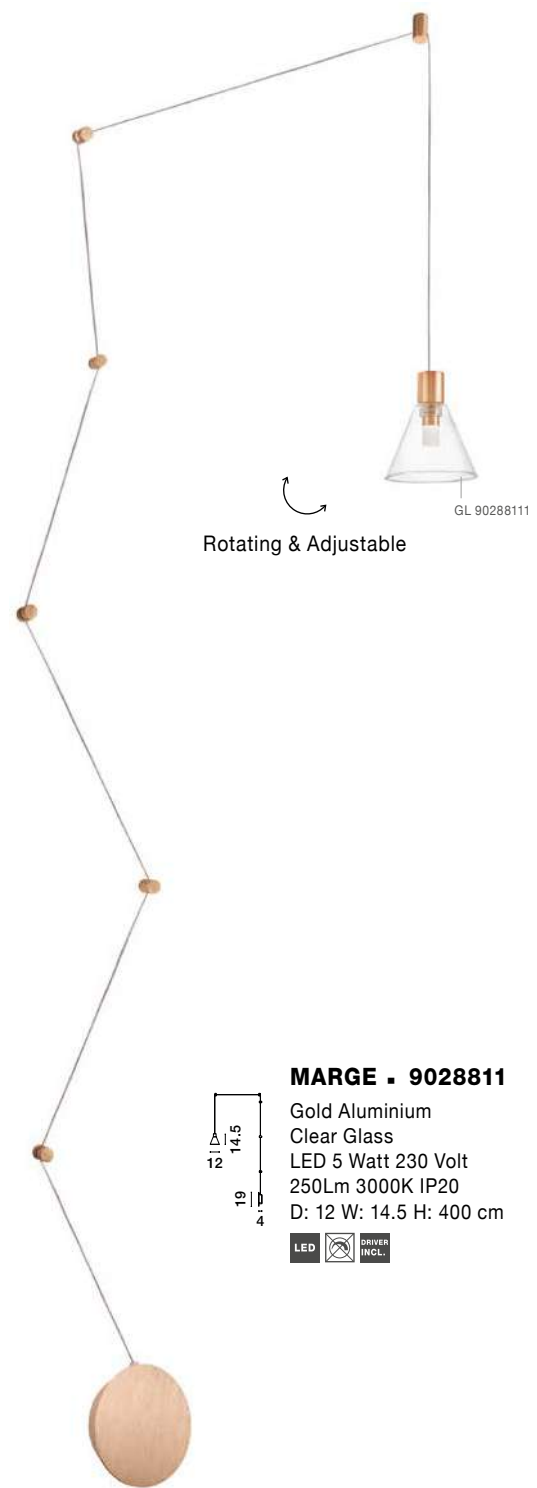 GL 90288111
Rotating & Adjustable
MARGE ▪ 9028811
Gold Aluminium
Clear Glass
LED 5 Watt 230 Volt
250Lm 3000K IP20
D: 12 W: 14.5 H: 400 cm
LED
DRIVER
INCL.
14.5
12
19
4